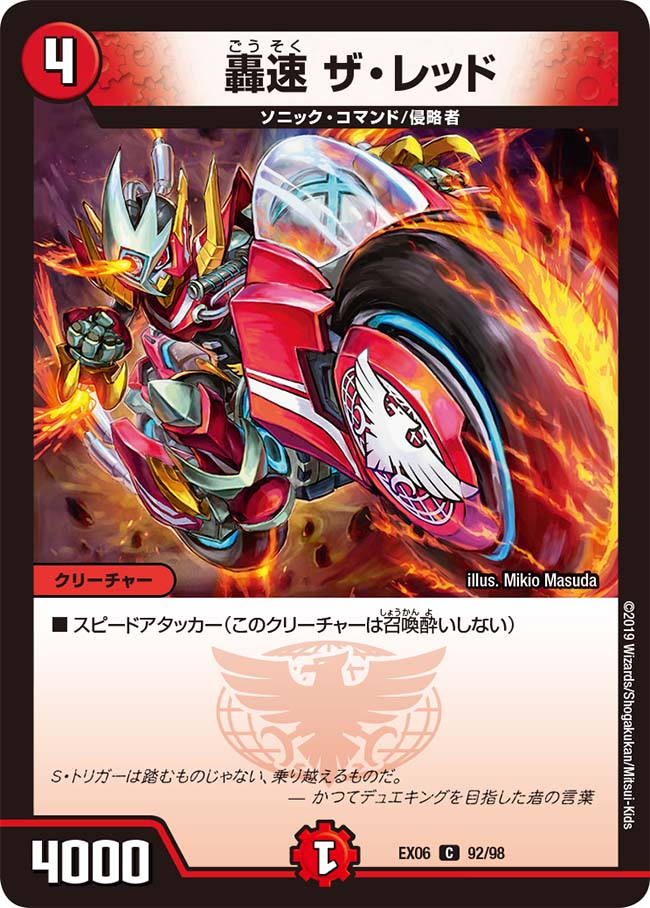 4
ごう そく
轟速 ザ・レッド
ソニック・コマンド/侵略者
クリーチャー
illus. Mikio Masuda
しょうかん よ
■ スピードアタッカー(このクリーチャーは召喚酔いしない)
S・トリガーは踏むものじゃない、乗り越えるものだ。
— かつてデュエキングを目指した者の言葉
©2019 Wizards/Shogakukan/Mitsui-Kids
4000
1
EX06 C 92/98